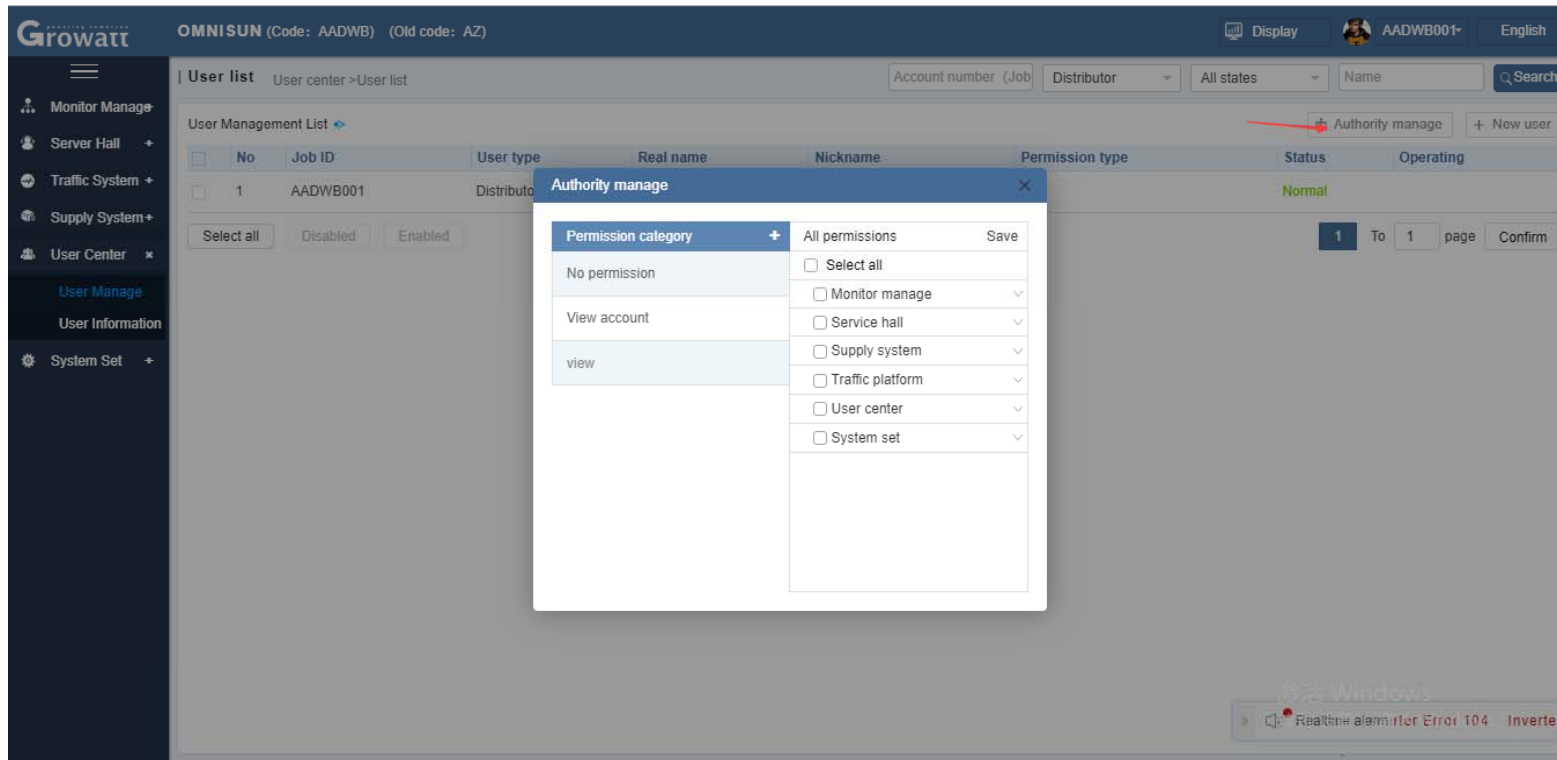 Growatt
OMNISUN (Code: AADWB) (Old code: AZ)
Display
AADWB001
English
Monitor Manage
Server Hall +
Traffic System +
Supply System+
User Center ×
User Manage
User Information
System Set +
| User list User center >User list
Account number (Job
Distributor
All states
Name
Search
User Management List
Authority manage
+ New user
No Job ID User type Real name Nickname Permission type Status Operating
1 AADWB001 Distributo Normal
Select all Disabled Enabled
1 To 1 page Confirm
Authority manage ×
Permission category +
No permission
View account
view
All permissions Save
Select all
Monitor manage
Service hall
Supply system
Traffic platform
User center
System set
激活 Windows
Realtime alarm rter Error 104 Inverte